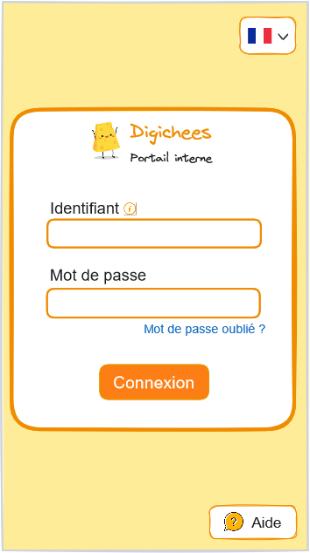 Digichees
Portail interne
Identifiant
Mot de passe
Mot de passe oublié ?
Connexion
? Aide